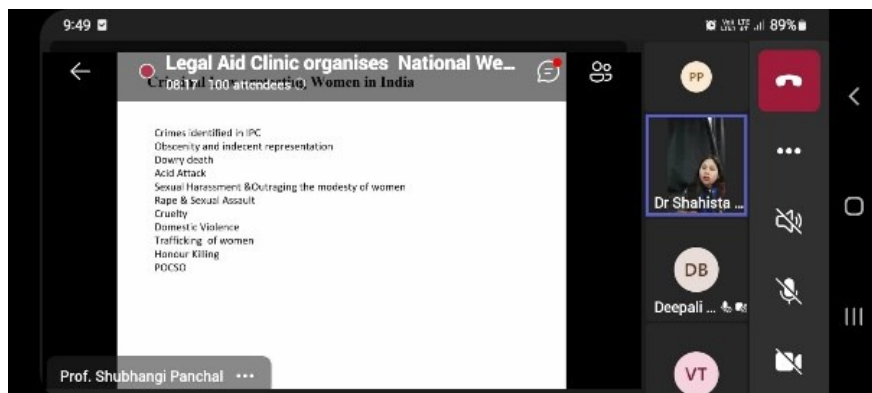 9:49
89%
Legal Aid Clinic organises National We...
08:17 100 attendees
Women in India
Crimes identified in IPC
Obscenity and indecent representation
Dowry death
Acid Attack
Sexual Harassment &Outraging the modesty of women
Rape & Sexual Assault
Cruelty
Domestic Violence
Trafficking of women
Honour Killing
POCSO
Prof. Shubhangi Panchal ...
PP
Dr Shahista ...
DB
Deepali ...
VT